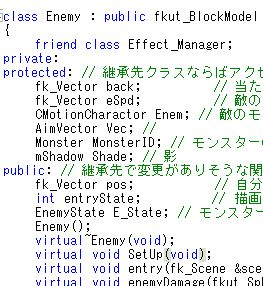 class Enemy : public fkut_BlockModel
{
friend class Effect_Manager;
private:
protected: // 継承先クラスならばアクセ
fk_Vector back; // 当た
fk_Vector eSpd; // 敵の
CMotionCharactor Enem; // 敵のモ
AimVector Vec; //
Monster MonsterID; // モンスターの
mShadow Shade; // 影
public: // 継承先で変更がありそうな関
fk_Vector pos; // 自分
int entryState; // 描画
EnemyState E_State; // モンスタ
Enemy();
virtual~Enemy(void);
virtual void SetUp(void);
virtual void entry(fk_Scene &sce
virtual void enemyDamage(fkut_Sp